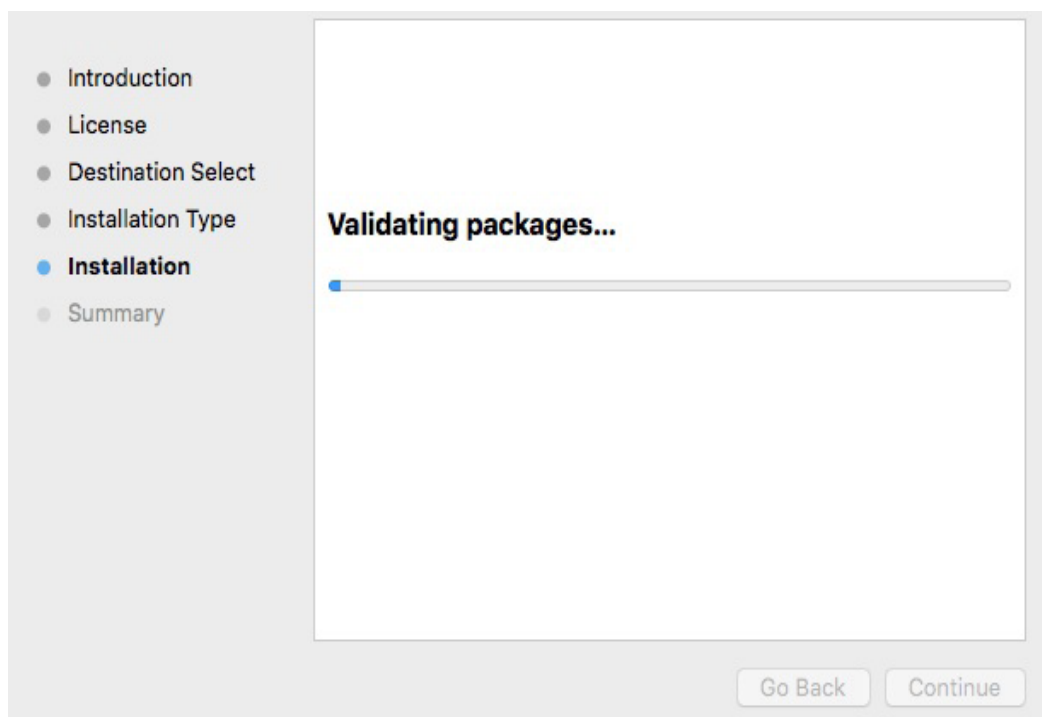 Introduction
License
Destination Select
Installation Type
Installation
Summary
Validating packages...
Go Back
Continue